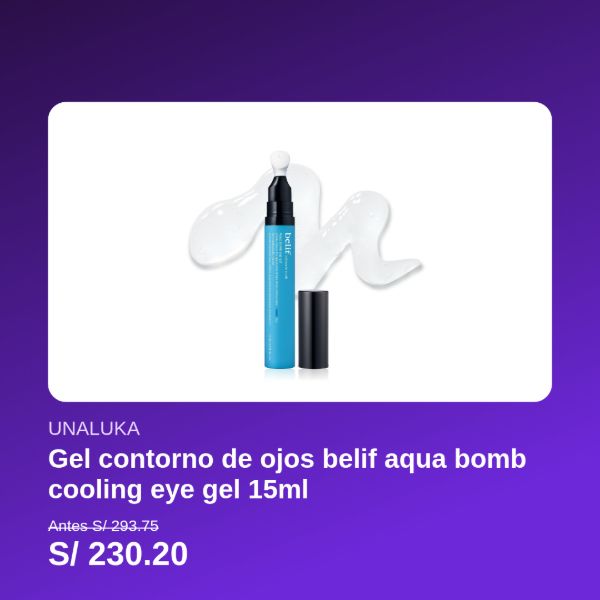 belif
UNALUKA
Gel contorno de ojos belif aqua bomb
cooling eye gel 15ml
Antes S/ 293.75
S/ 230.20